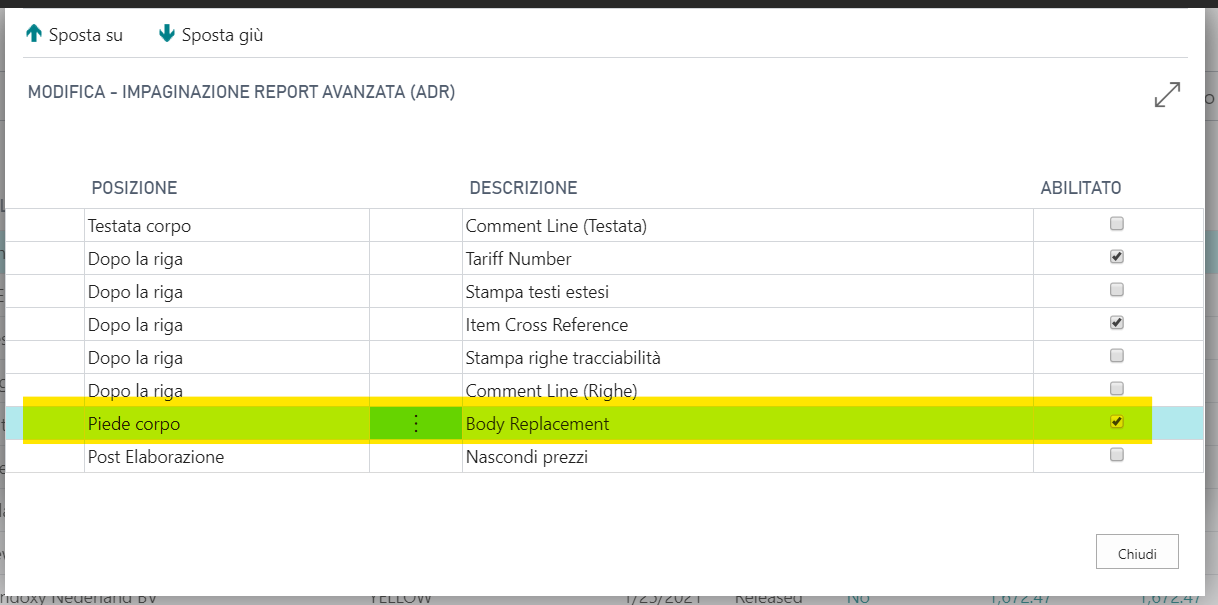 Sposta su Sposta giù
MODIFICA - IMPAGINAZIONE REPORT AVANZATA (ADR)
POSIZIONE DESCRIZIONE ABILITATO
Testata corpo Comment Line (Testata)
Dopo la riga Tariff Number
Dopo la riga Stampa testi estesi
Dopo la riga Item Cross Reference
Dopo la riga Stampa righe tracciabilità
Dopo la riga Comment Line (Righe)
Piede corpo Body Replacement
Post Elaborazione Nascondi prezzi
Chiudi
Nederland BV YELLOW 1/25/2021 Released No 1,672.47 1,672.47